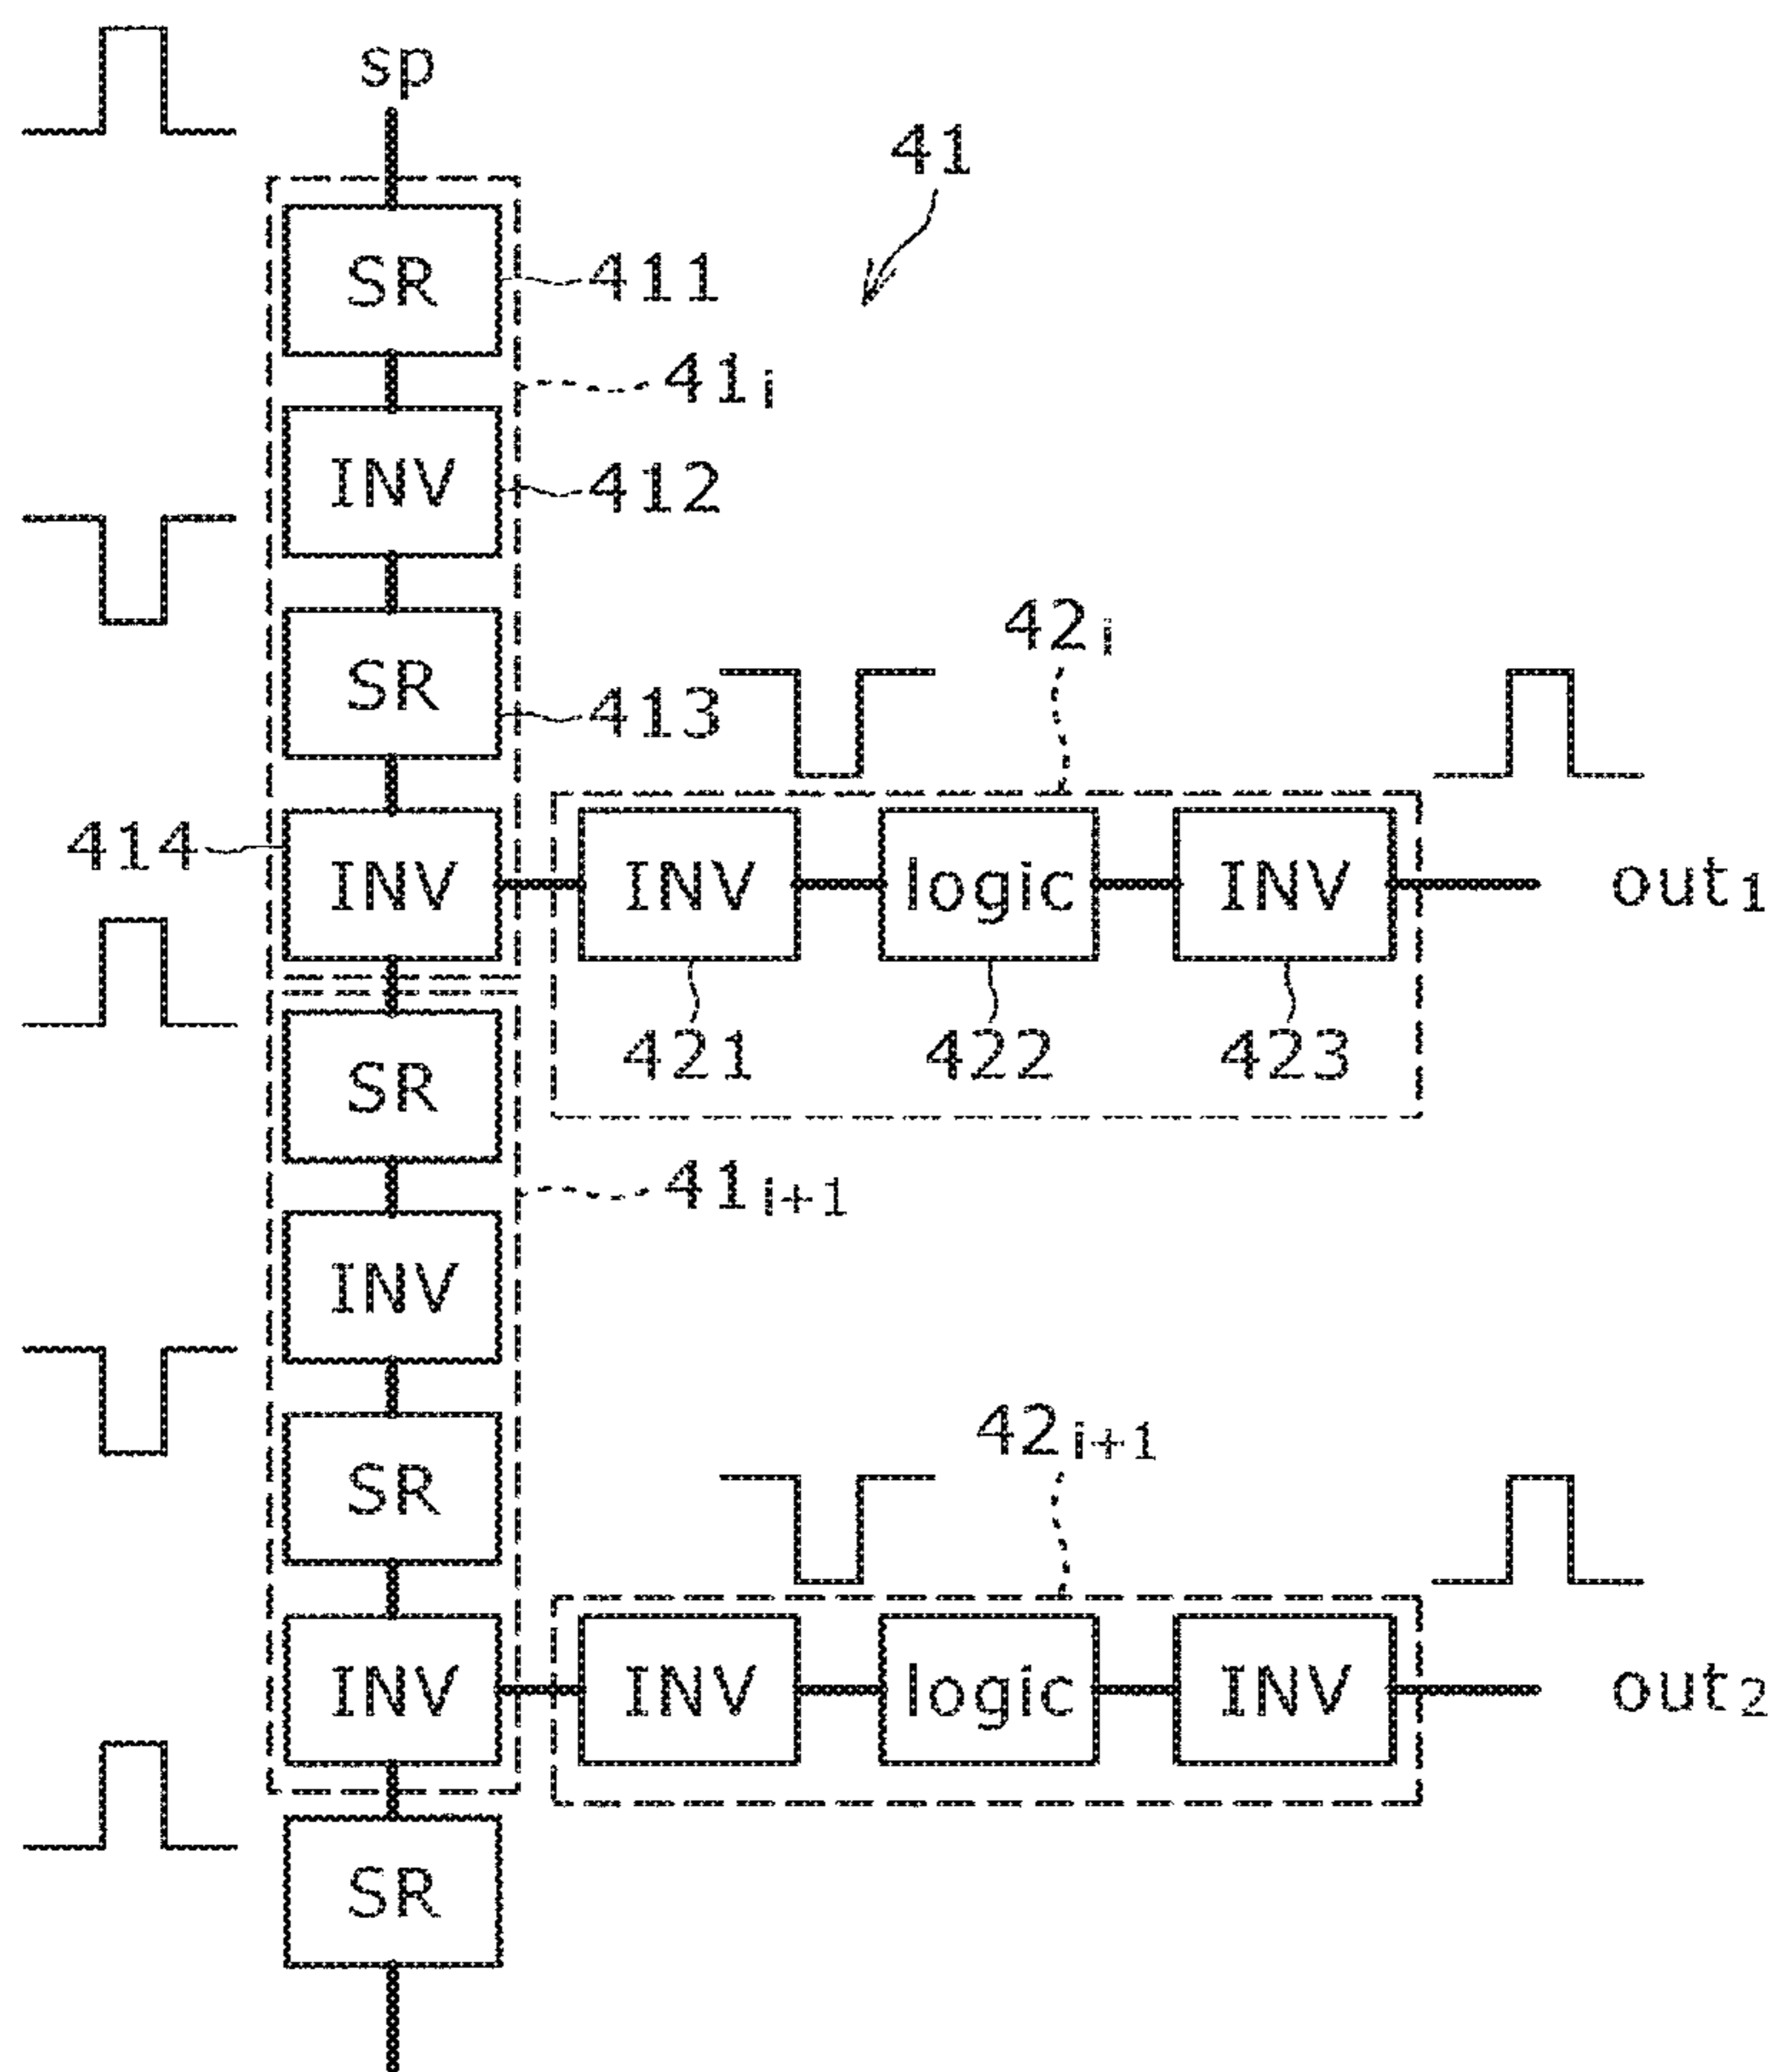 sp
41
SR
411
41i
INV
412
42i
SR
413
414
INV
INV
logic
INV
out1
421
422
423
SR
41i+1
INV
42i+1
SR
INV
INV
logic
INV
out2
SR